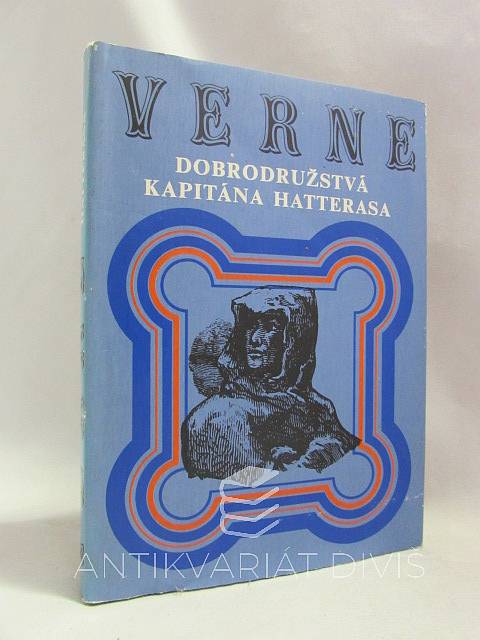 VERNE
DOBRODRUŽSTVÁ
KAPITÁNA HATTERASA
ANTIKVARIÁT DIVIŠ